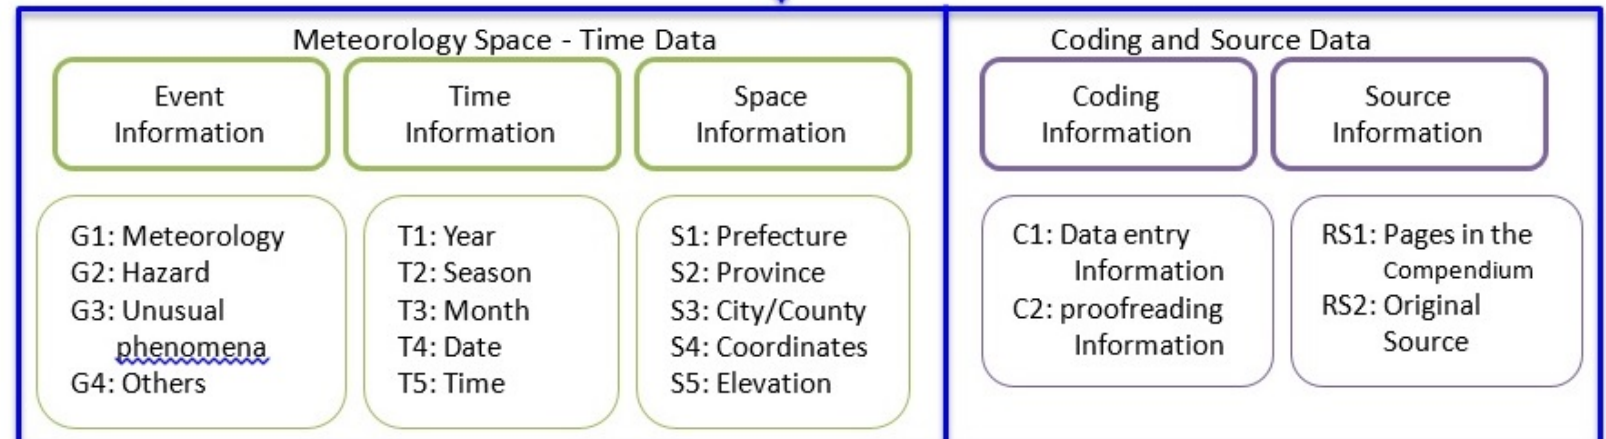 Meteorology Space - Time Data
Event
Information
Time
Information
Space
Information
G1: Meteorology
G2: Hazard
G3: Unusual
phenomena
G4: Others
T1: Year
T2: Season
T3: Month
T4: Date
T5: Time
S1: Prefecture
S2: Province
S3: City/County
S4: Coordinates
S5: Elevation
Coding and Source Data
Coding
Information
Source
Information
C1: Data entry
Information
C2: proofreading
Information
RS1: Pages in the
Compendium
RS2: Original
Source